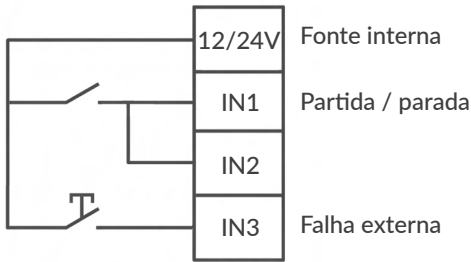 12/24V Fonte interna
IN1 Partida / parada
IN2
IN3 Falha externa